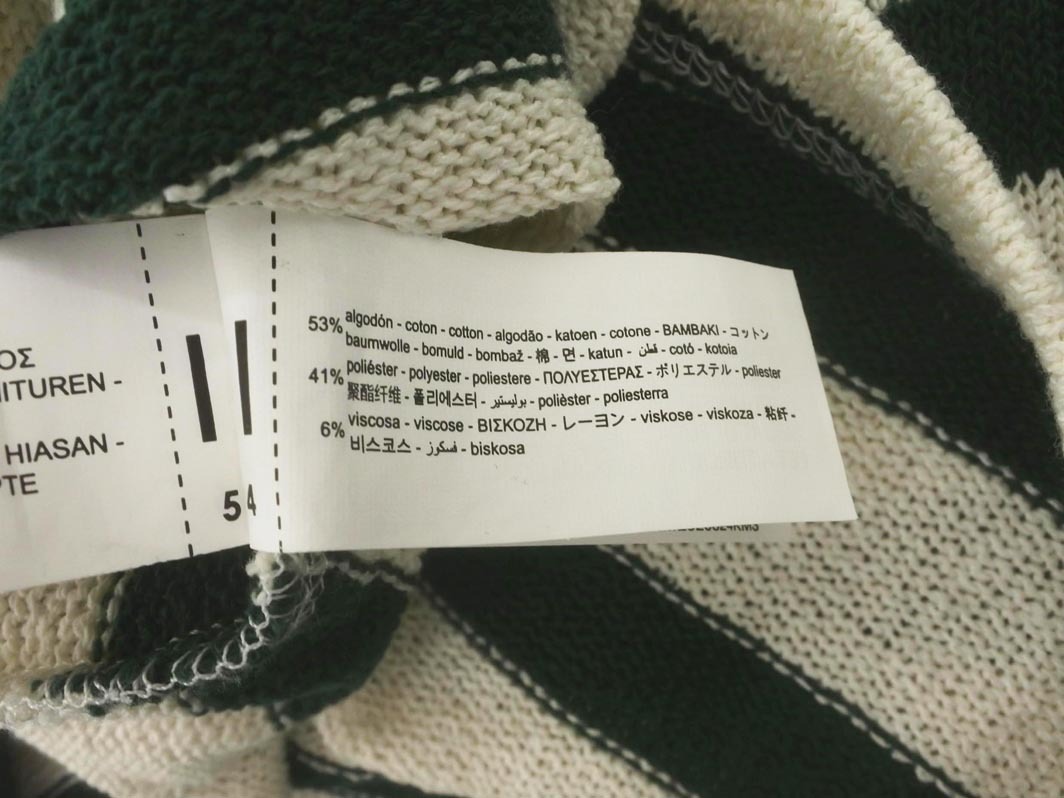 ΟΣ
NITUREN -
HIASAN -
PTE
54
53% algodón - coton - cotton - algodão - katoen - cotone - BAMBAKI - コットン
baumwolle - bomuld - bombaž - 棉 - 면 - katun - قطن - cotó - kotoia
41% poliéster - polyester - poliestere - ΠΟΛΥΕΣΤΕΡΑΣ - ポリエステル - poliester
聚酯纤维 - 폴리에스터 - بوليستير - polièster - poliesterra
6% viscosa - viscose - ΒΙΣΚΟΖΗ - レーヨン - viskose - viskoza - 粘纤 -
비스코스 - فسكوز - biskosa